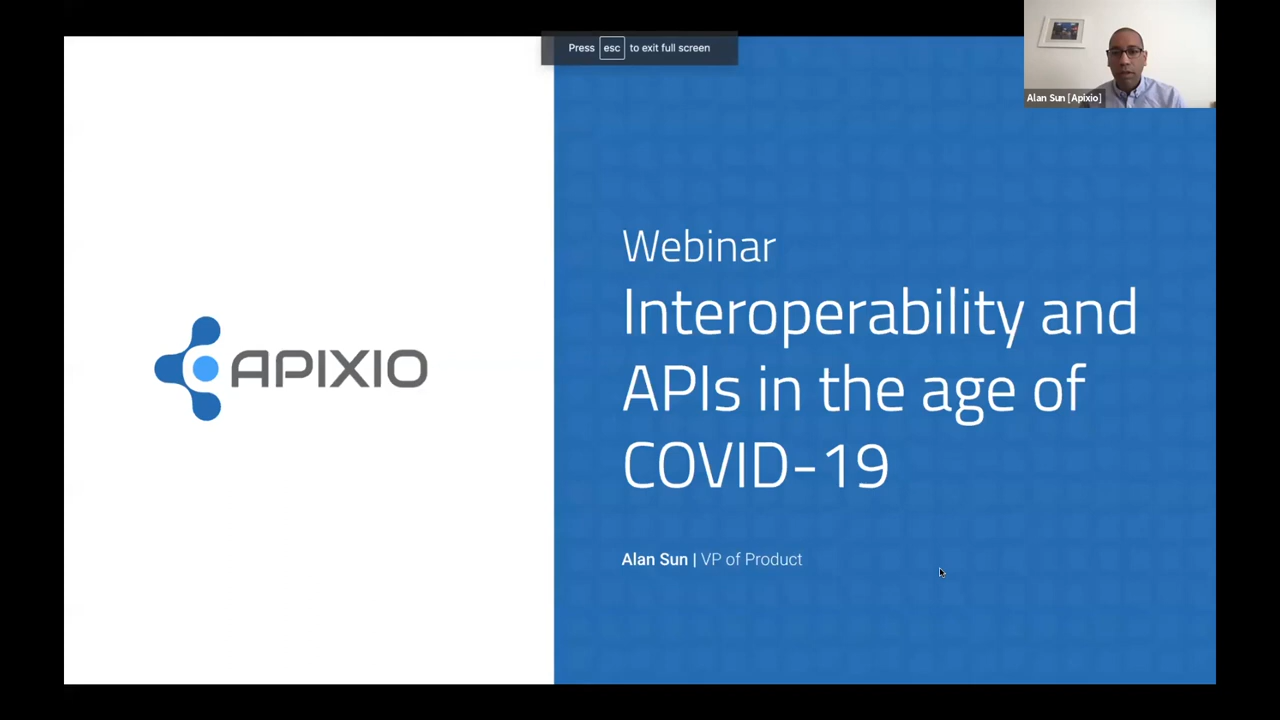 Press esc to exit full screen
Alan Sun [Apixio]
APIXIO
Webinar
Interoperability and
APIs in the age of
COVID-19
Alan Sun | VP of Product